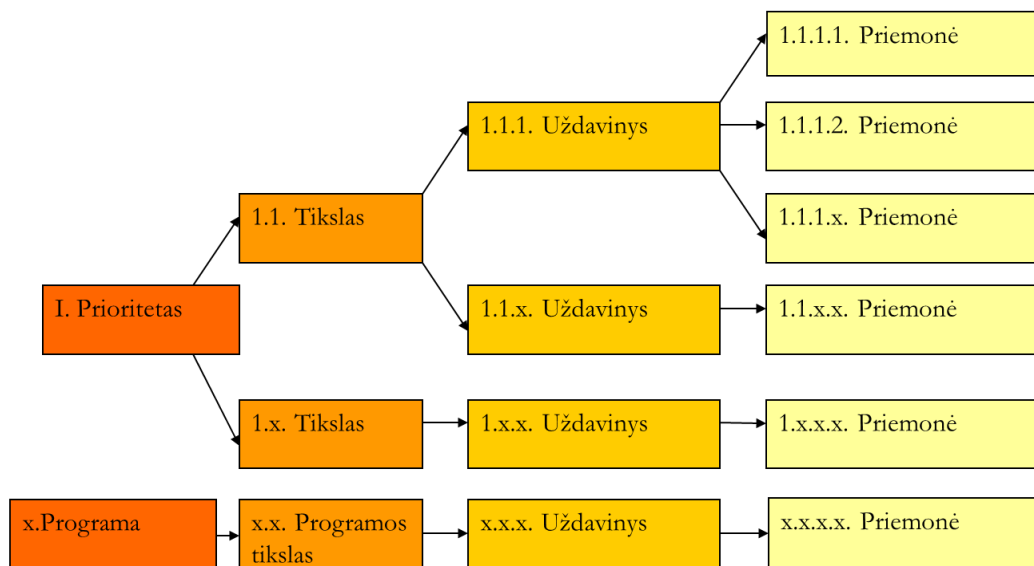 1.1.1.1. Priemonė
1.1.1. Uždavinys
1.1.1.2. Priemonė
1.1. Tikslas
1.1.1.x. Priemonė
I. Prioritetas
1.1.x. Uždavinys
1.1.x.x. Priemonė
1.x. Tikslas
1.x.x. Uždavinys
1.x.x.x. Priemonė
x.Programa
x.x. Programos
tikslas
x.x.x. Uždavinys
x.x.x.x. Priemonė